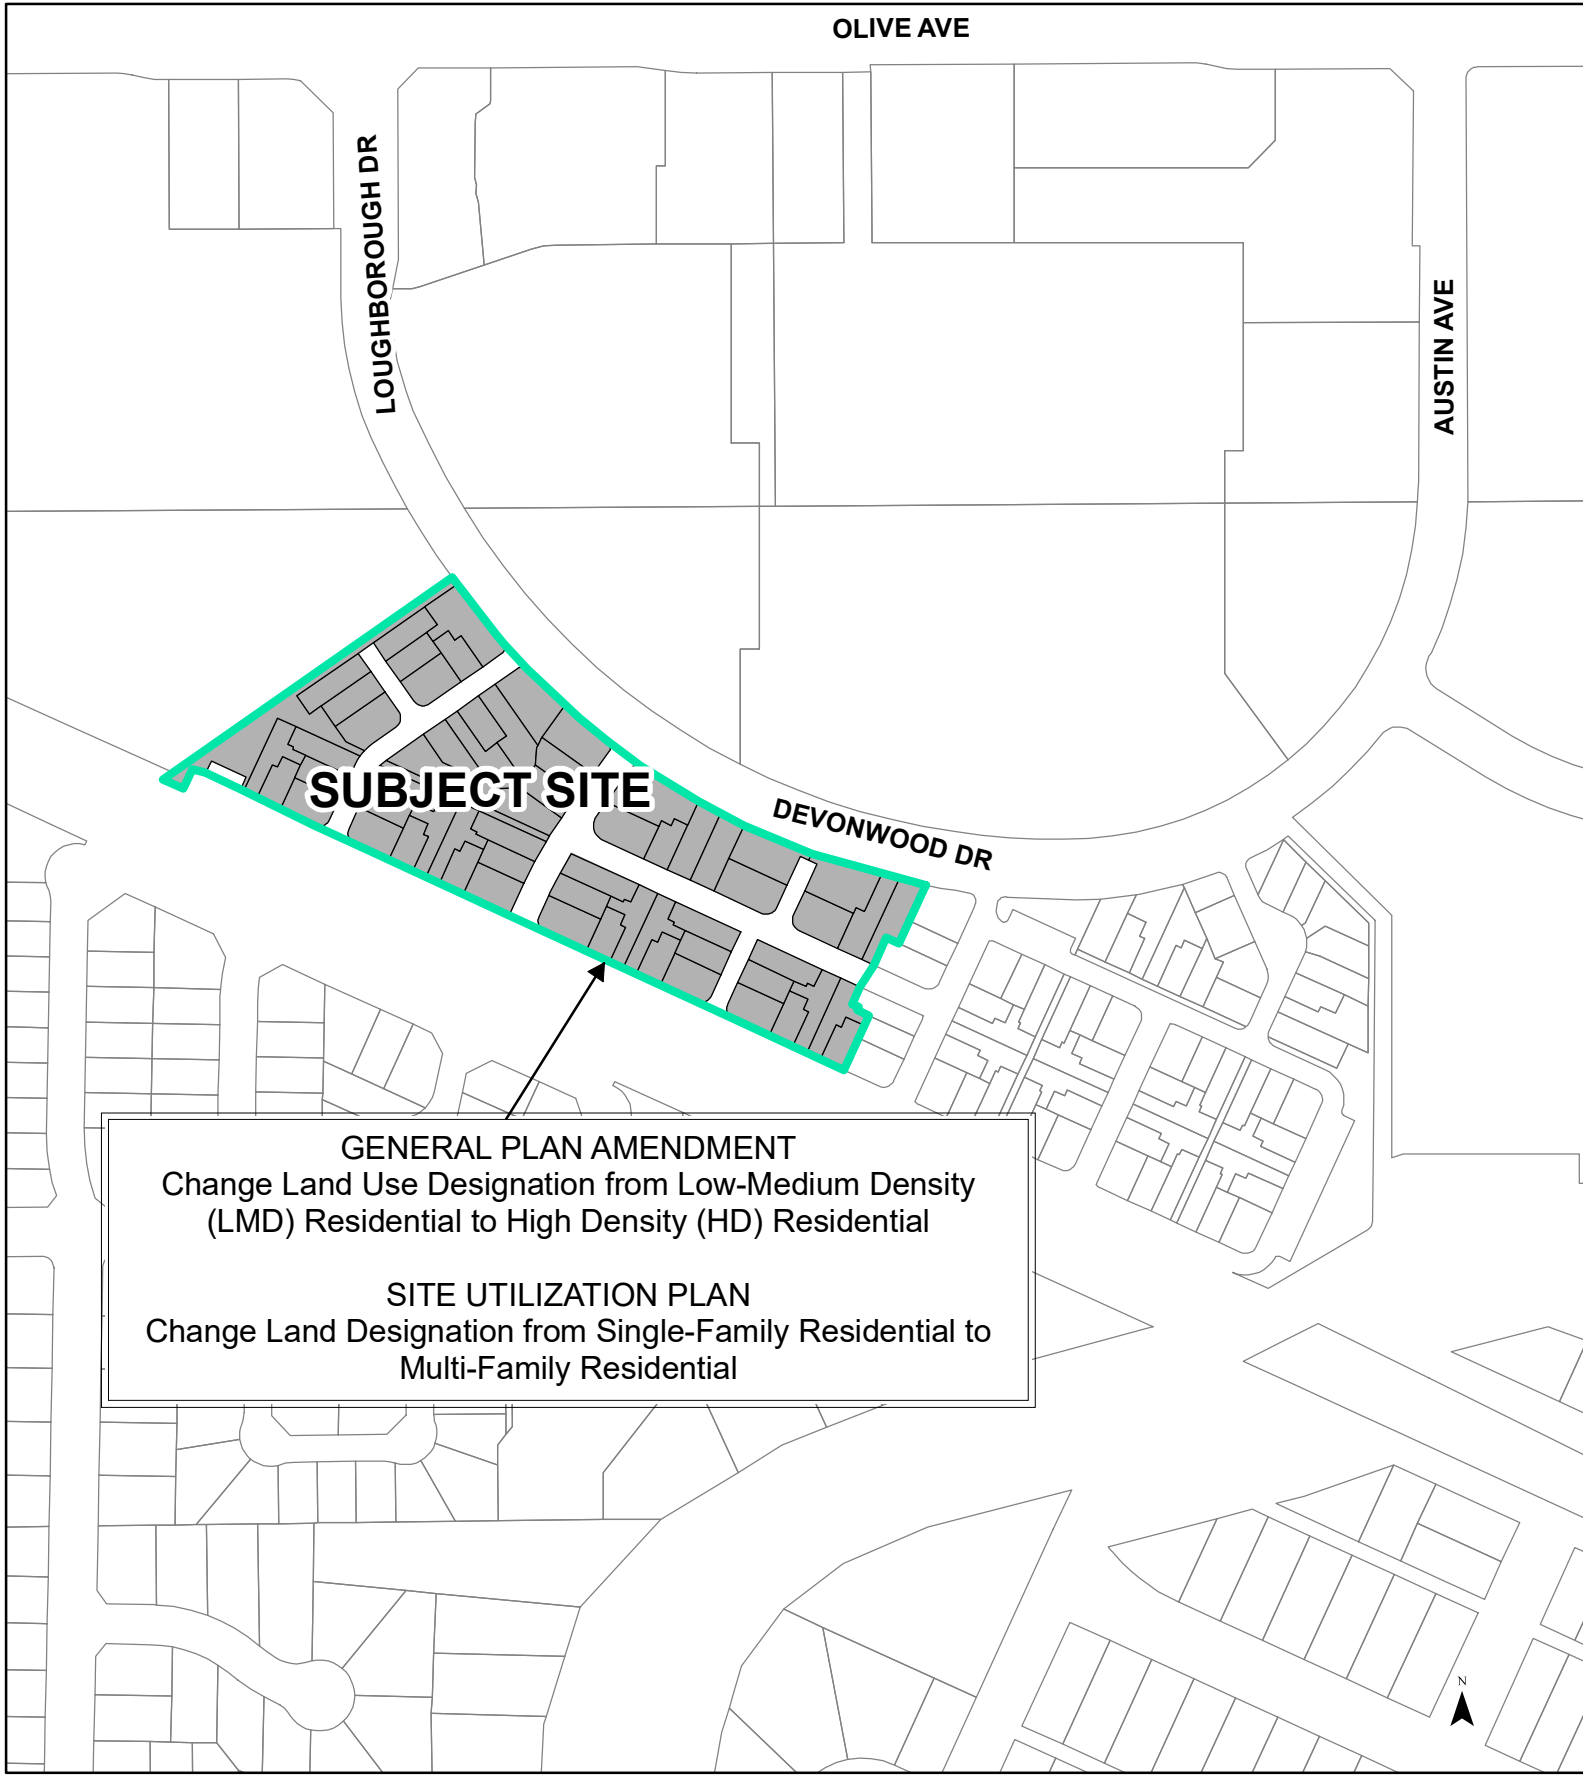 OLIVE AVE
LOUGHBOROUGH DR
AUSTIN AVE
SUBJECT SITE
DEVONWOOD DR
GENERAL PLAN AMENDMENT
Change Land Use Designation from Low-Medium Density
(LMD) Residential to High Density (HD) Residential
SITE UTILIZATION PLAN
Change Land Designation from Single-Family Residential to
Multi-Family Residential
N